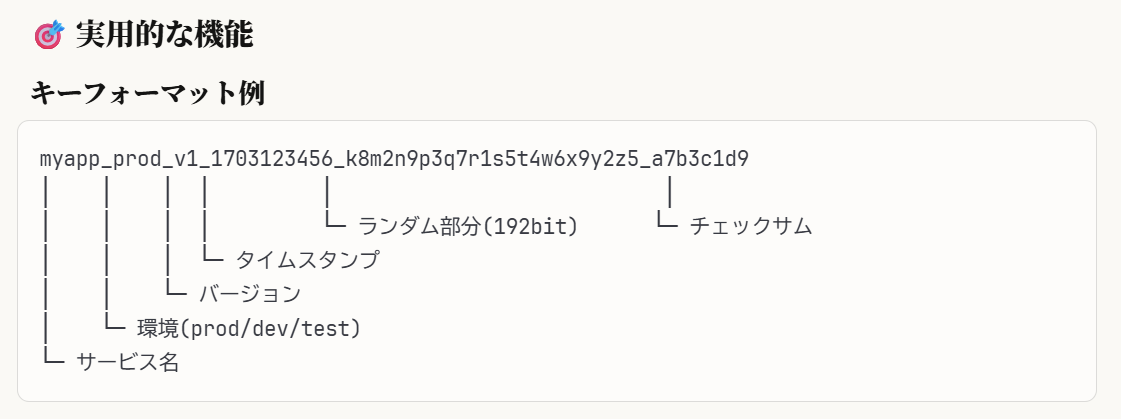 🎯 実用的な機能
キーフォーマット例
myapp_prod_v1_1703123456_k8m2n9p3q7r1s5t4w6x9y2z5_a7b3c1d9
ランダム部分(192bit) チェックサム
タイムスタンプ
バージョン
環境(prod/dev/test)
サービス名